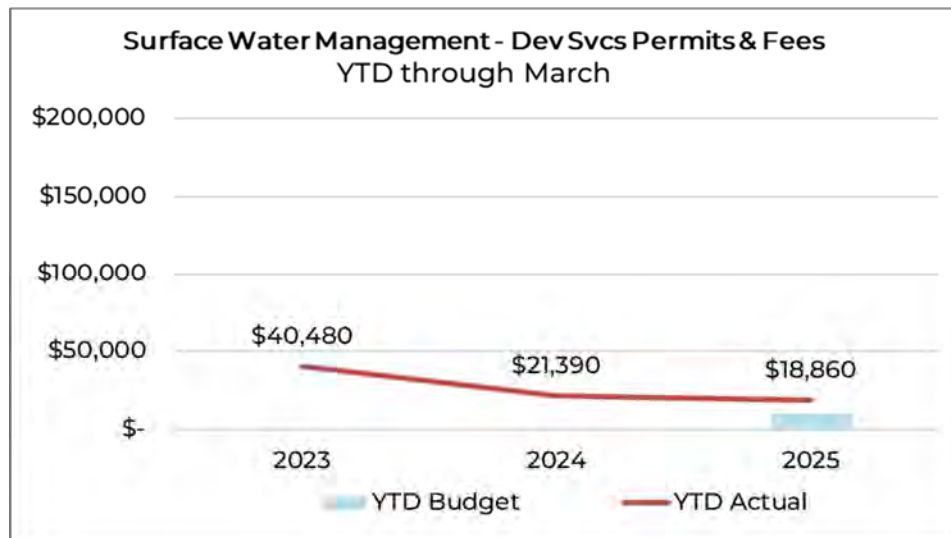 Surface Water Management - Dev Svcs Permits & Fees
YTD through March
$200,000
$150,000
$100,000
$50,000
$-
$40,480
$21,390
$18,860
2023 2024 2025
YTD Budget YTD Actual